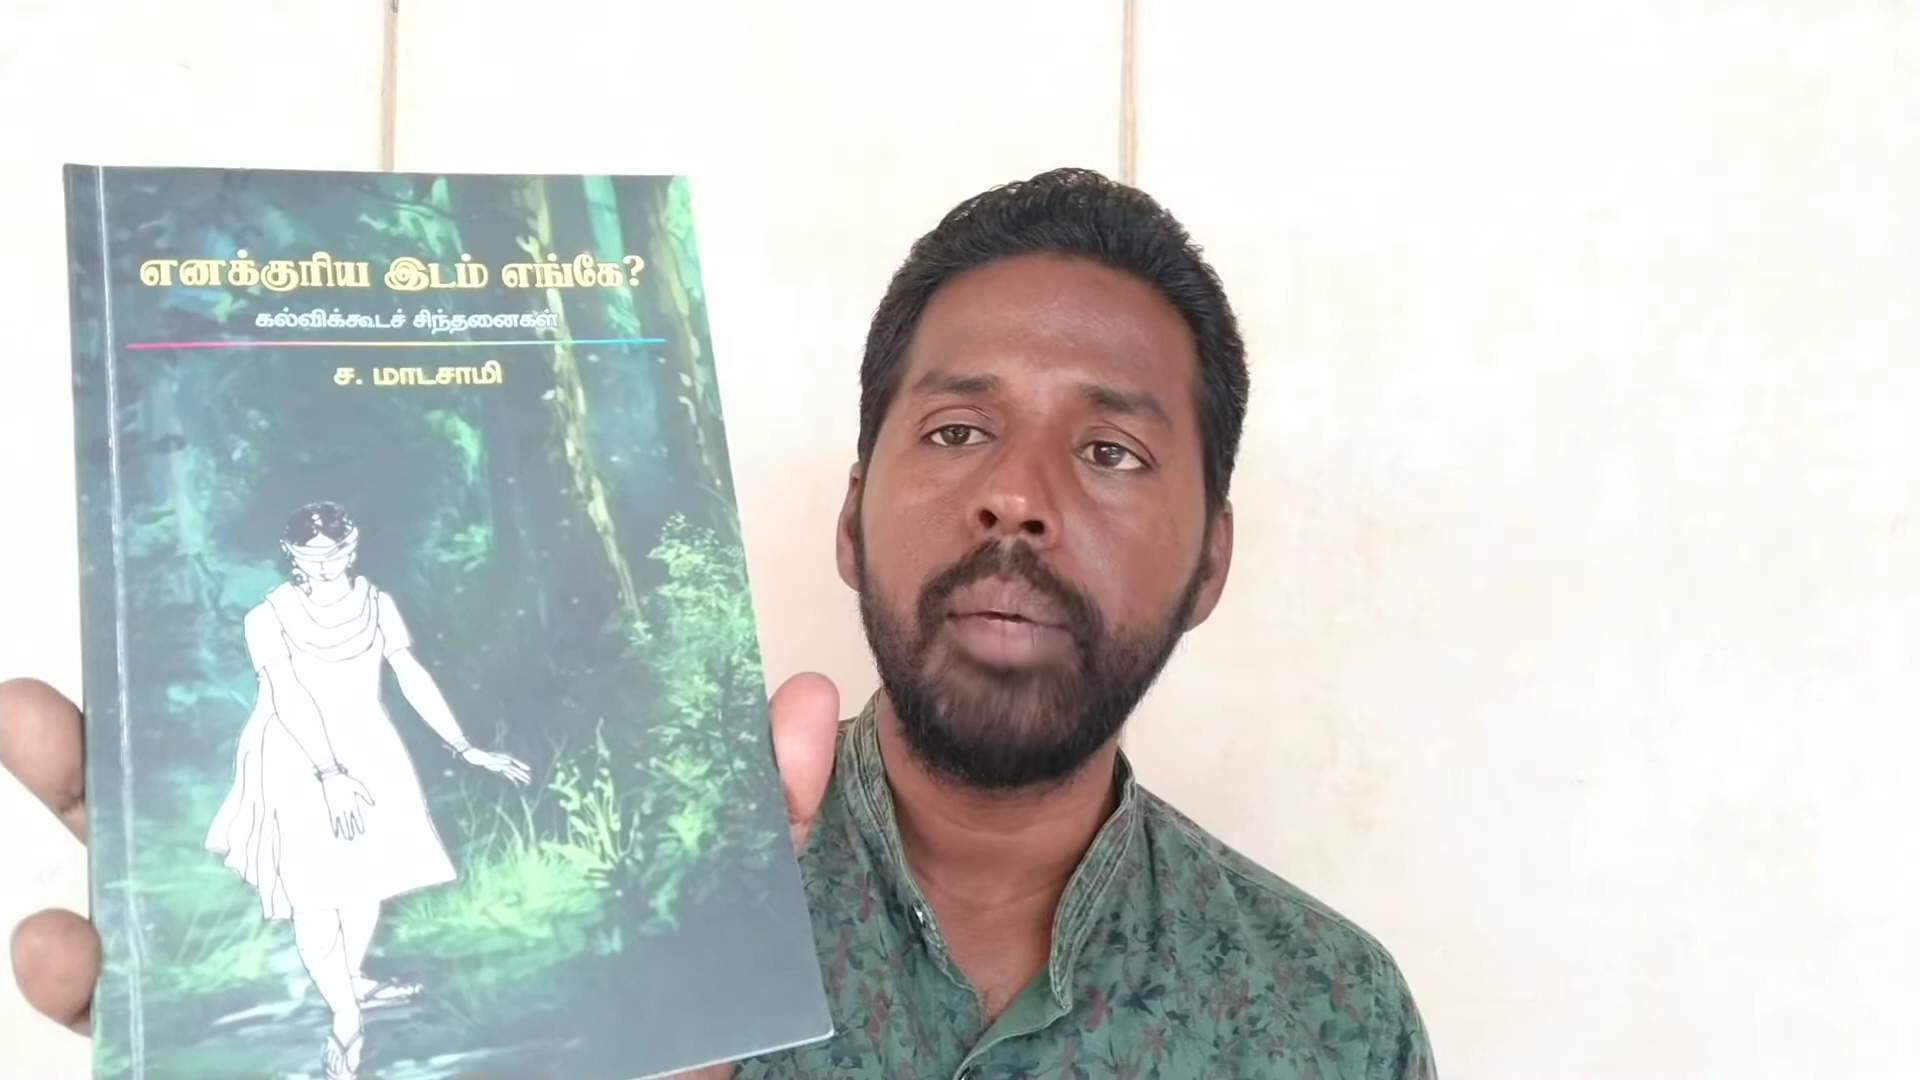 எனக்குரிய இடம் எங்கே?
கல்விக்கூடச் சிந்தனைகள்
ச. மாடசாமி